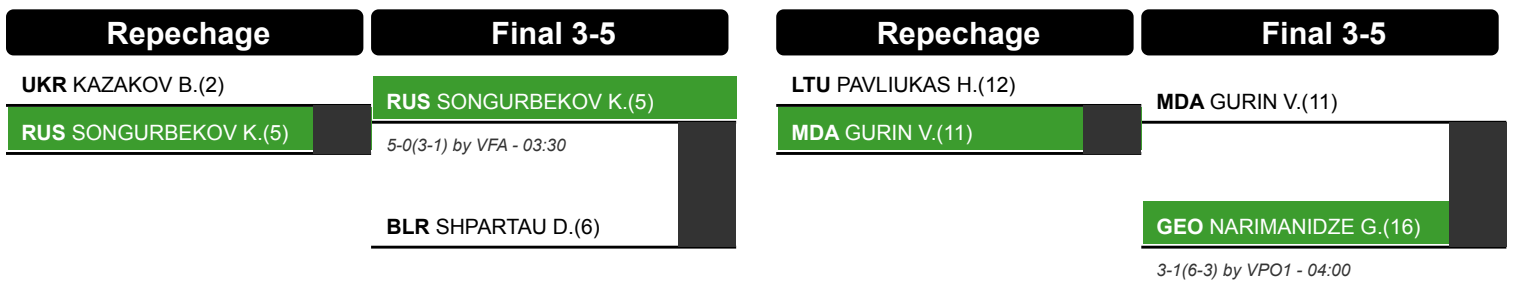 Repechage
Final 3-5
UKR KAZAKOV B.(2)
RUS SONGURBEKOV K.(5)
RUS SONGURBEKOV K.(5)
5-0(3-1) by VFA - 03:30
BLR SHPARTAU D.(6)
Repechage
Final 3-5
LTU PAVLIUKAS H.(12)
MDA GURIN V.(11)
MDA GURIN V.(11)
GEO NARIMANIDZE G.(16)
3-1(6-3) by VPO1 - 04:00